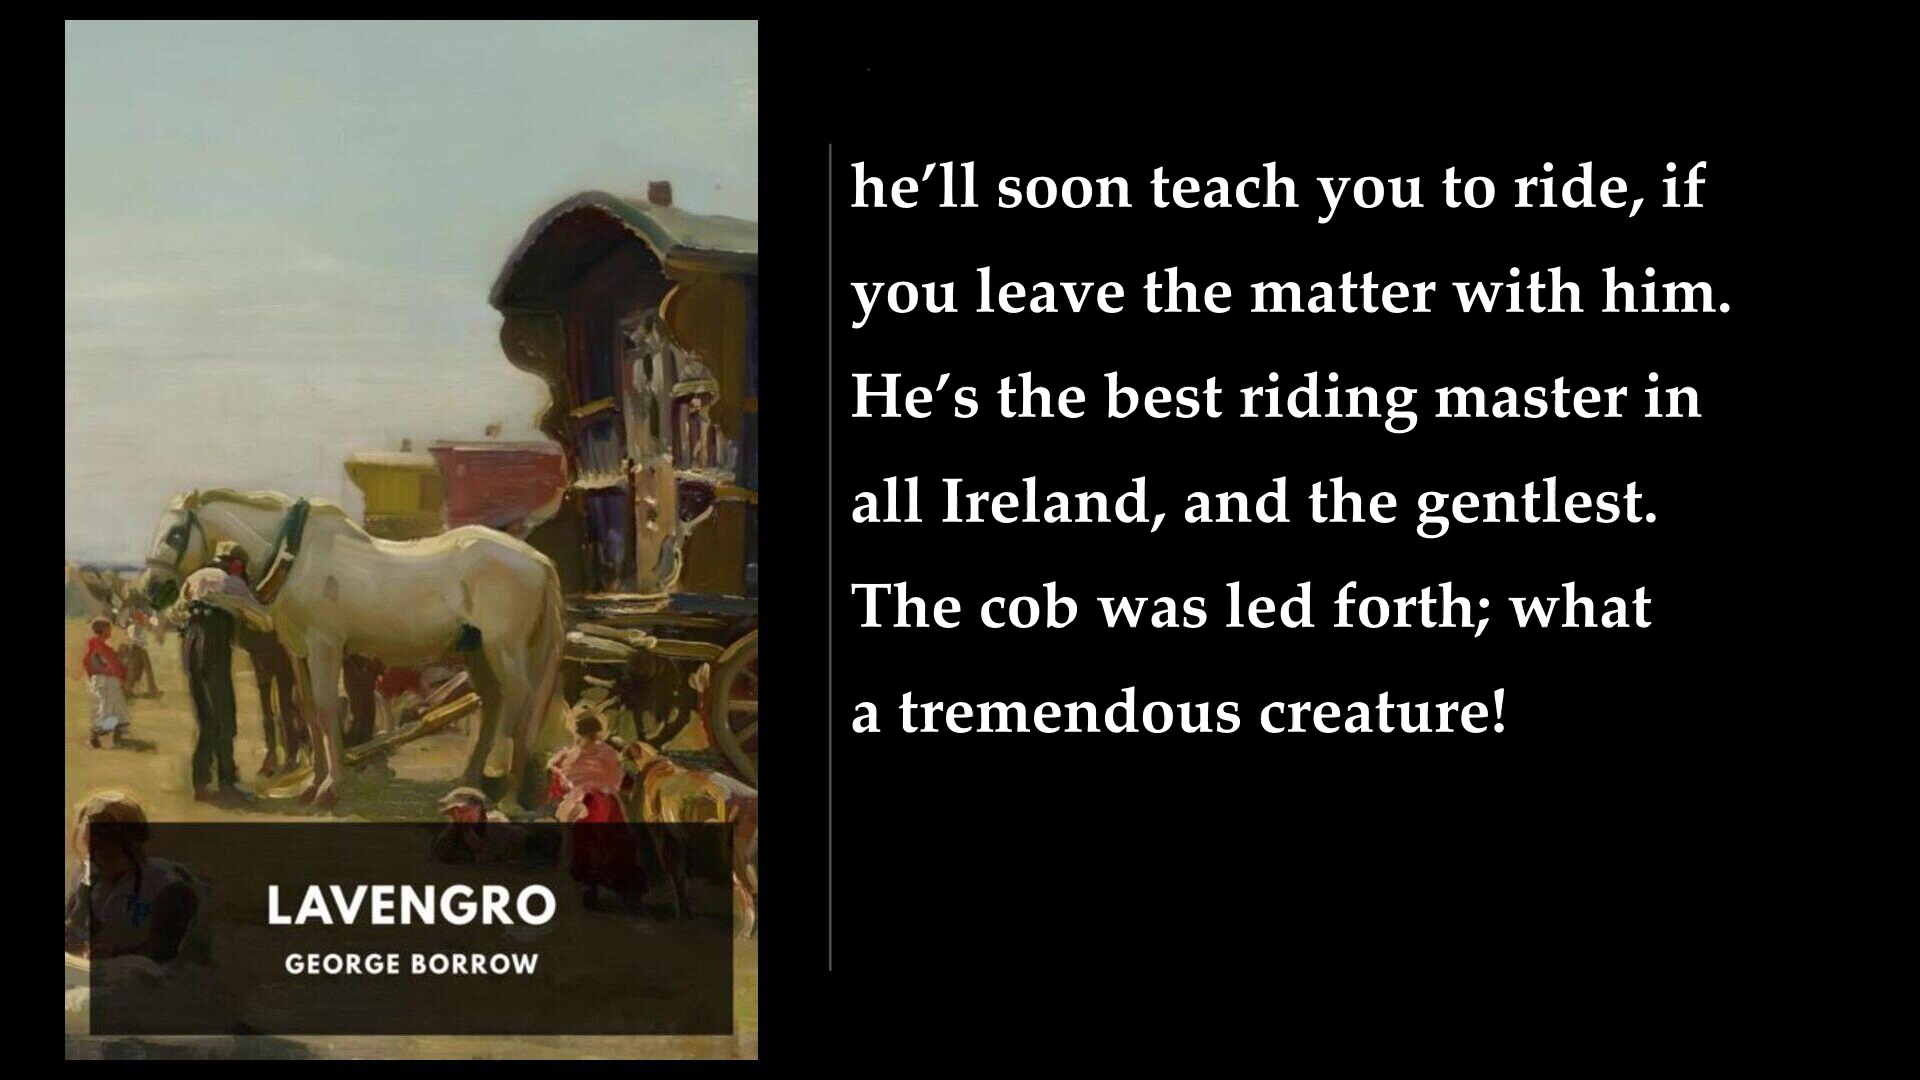 he’ll soon teach you to ride, if
you leave the matter with him.
He’s the best riding master in
all Ireland, and the gentlest.
The cob was led forth; what
a tremendous creature!
LAVENGRO
GEORGE BORROW